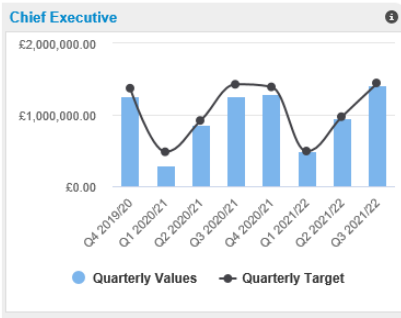 Chief Executive
£2,000,000.00
£1,000,000.00
£0.00
Q4 2019/20
Q1 2020/21
Q2 2020/21
Q3 2020/21
Q4 2020/21
Q1 2021/22
Q2 2021/22
Q3 2021/22
Quarterly Values
Quarterly Target